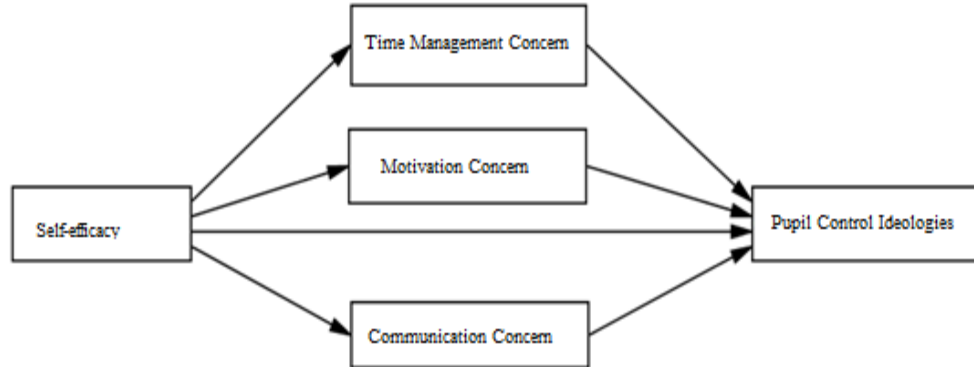 Time Management Concern
Motivation Concern
Self-efficacy
Pupil Control Ideologies
Communication Concern